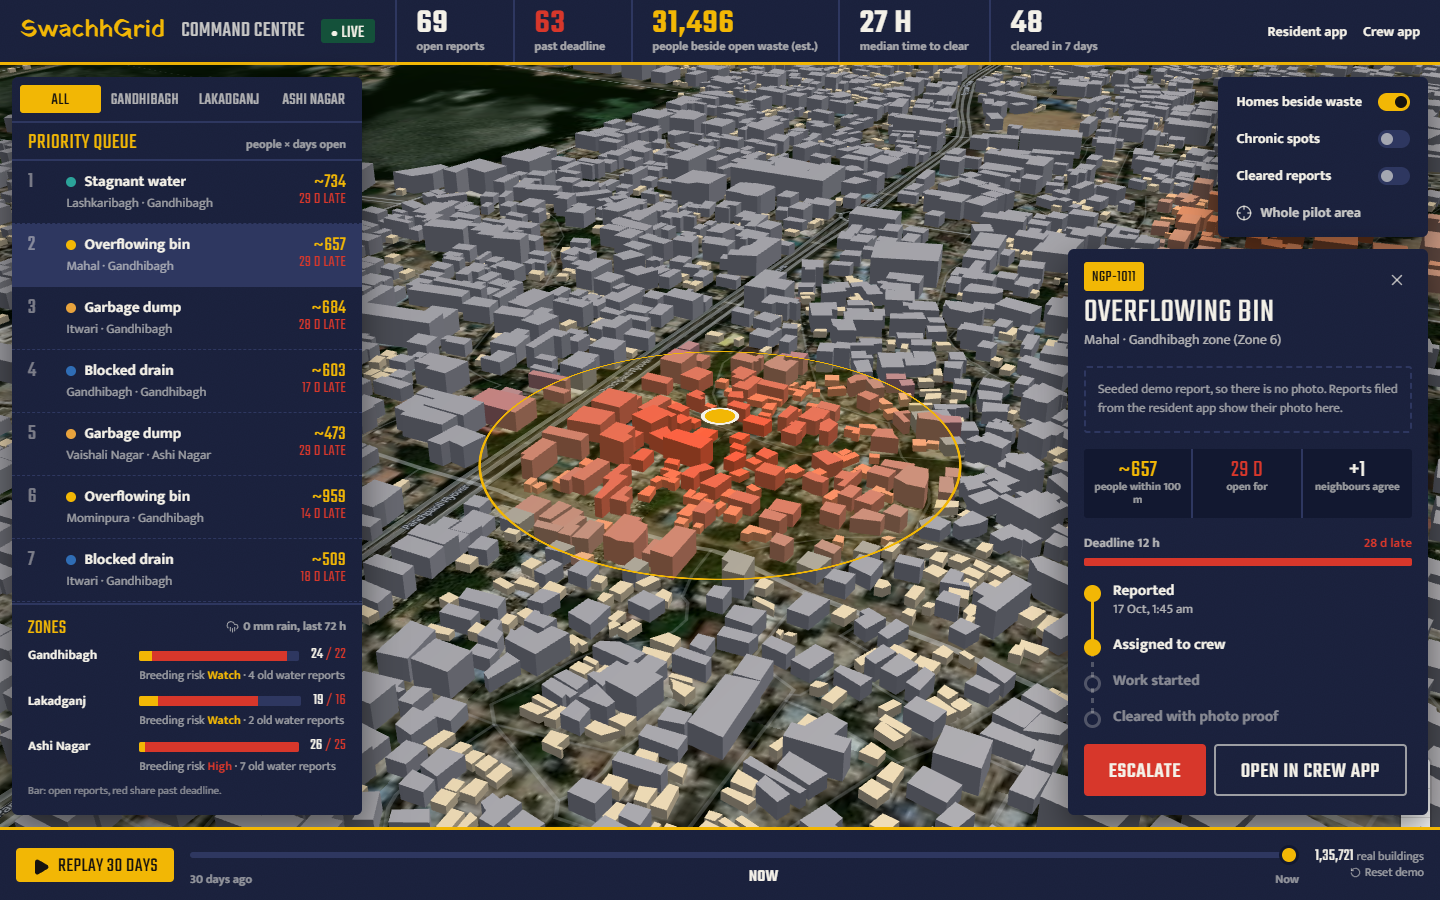 SwachhGrid COMMAND CENTRE • LIVE
69
open reports
63
past deadline
31,496
people beside open waste (est.)
27 H
median time to clear
48
cleared in 7 days
Resident app Crew app
ALL GANDHIBAGH LAKADGANJ ASHI NAGAR
PRIORITY QUEUE people × days open
1 Stagnant water ~734
Lashkaribagh · Gandhibagh 29 D LATE
2 Overflowing bin ~657
Mahal · Gandhibagh 29 D LATE
3 Garbage dump ~684
Itwari · Gandhibagh 28 D LATE
4 Blocked drain ~603
Gandhibagh · Gandhibagh 17 D LATE
5 Garbage dump ~473
Vaishali Nagar · Ashi Nagar 29 D LATE
6 Overflowing bin ~959
Mominpura · Gandhibagh 14 D LATE
7 Blocked drain ~509
Itwari · Gandhibagh 18 D LATE
ZONES 0 mm rain, last 72 h
Gandhibagh 24 / 22
Breeding risk Watch · 4 old water reports
Lakadganj 19 / 16
Breeding risk Watch · 2 old water reports
Ashi Nagar 26 / 25
Breeding risk High · 7 old water reports
Bar: open reports, red share past deadline.
Homes beside waste
Chronic spots
Cleared reports
Whole pilot area
NGP-1011
OVERFLOWING BIN
Mahal · Gandhibagh zone (Zone 6)
Seeded demo report, so there is no photo. Reports filed
from the resident app show their photo here.
~657
people within 100
m
29 D
open for
+1
neighbours agree
Deadline 12 h 28 d late
Reported
17 Oct, 1:45 am
Assigned to crew
Work started
Cleared with photo proof
ESCALATE OPEN IN CREW APP
REPLAY 30 DAYS
30 days ago NOW Now
1,35,721 real buildings
Reset demo